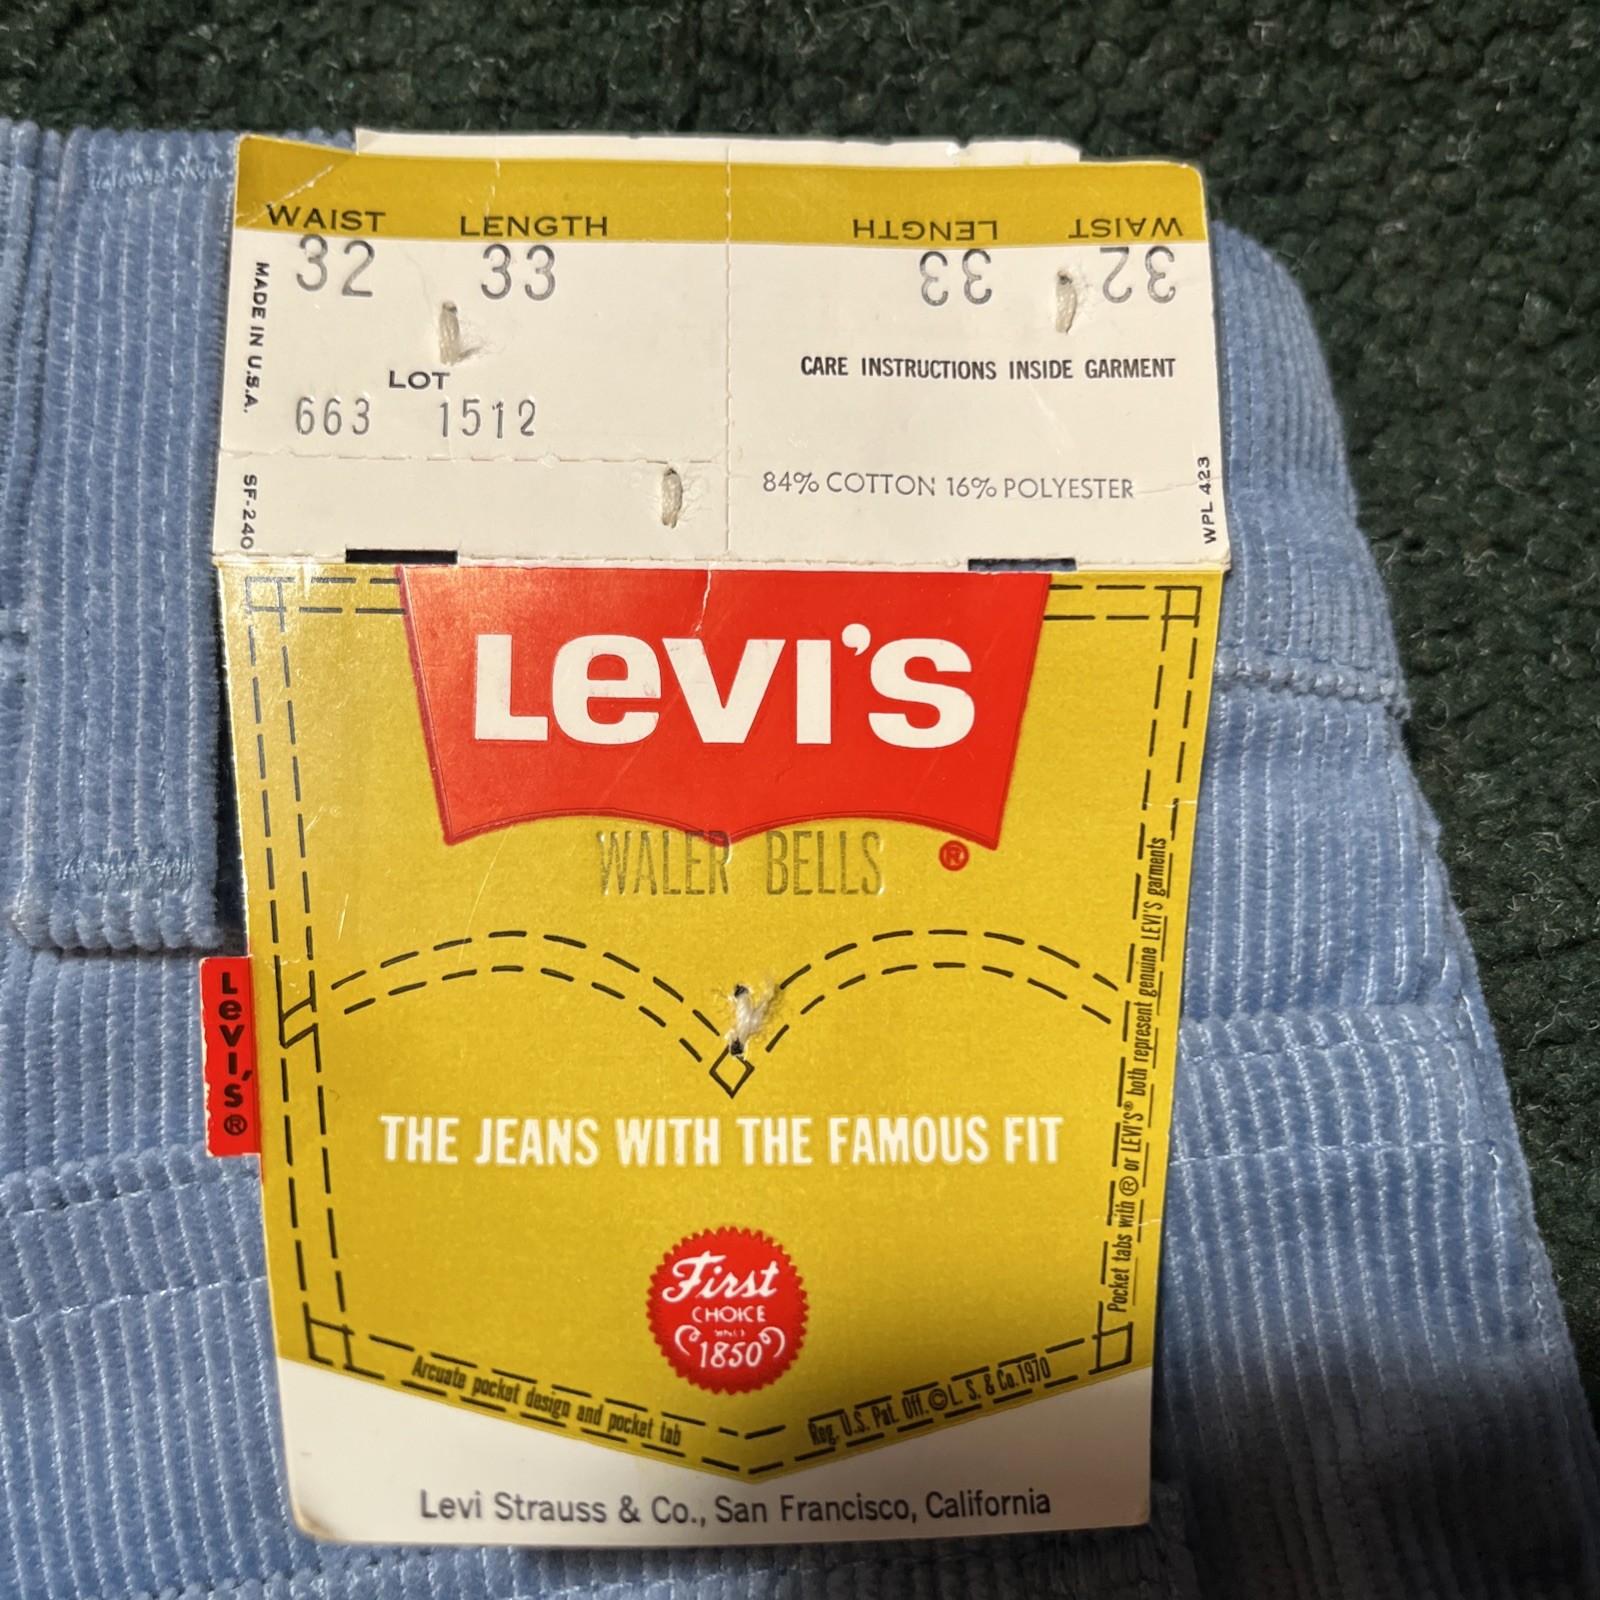 WAIST LENGTH
32 33
MADE IN U.S.A.
LOT
663 1512
SF-240
WAIST LENGTH
32 33
CARE INSTRUCTIONS INSIDE GARMENT
84% COTTON 16% POLYESTER
WPL 423
LEVI'S
®
WALER BELLS
LEVI'S®
THE JEANS WITH THE FAMOUS FIT
First
CHOICE
SINCE
1850
Pocket tabs with ® or LEVI'S® both represent genuine LEVI'S garments
Arcuate pocket design and pocket tab
Reg. U.S. Pat. Off. © L. S. & Co. 1970
Levi Strauss & Co., San Francisco, California